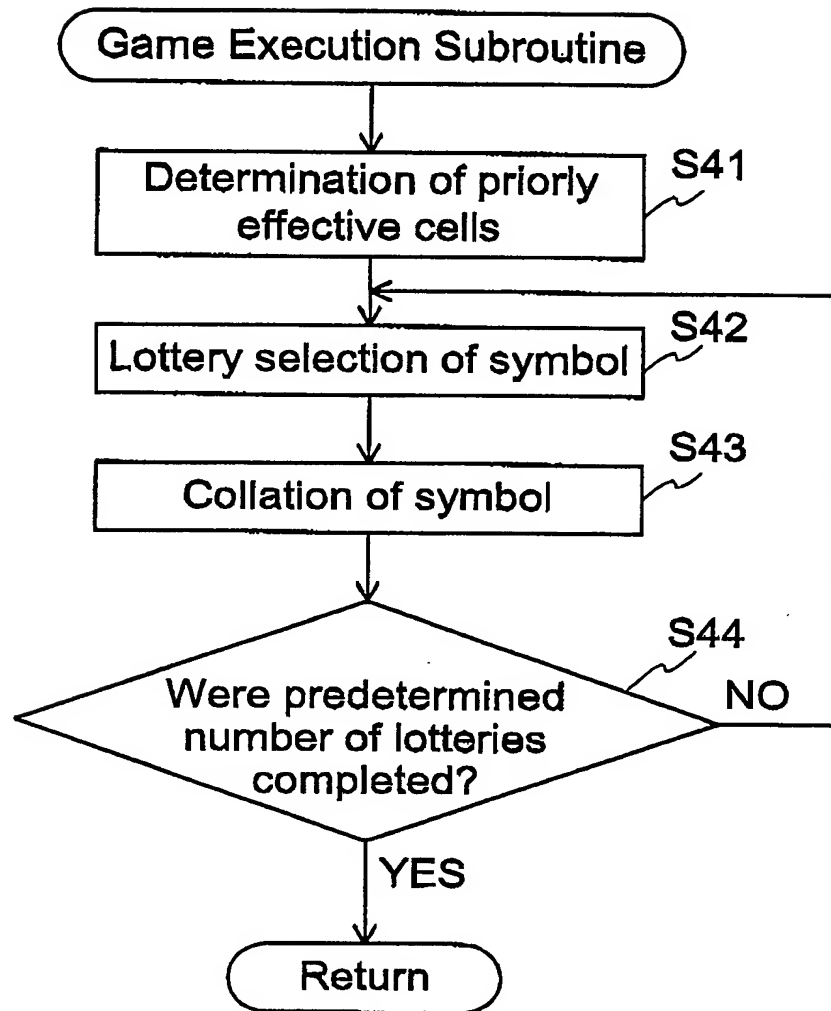 Game Execution Subroutine
S41
Determination of priorly
effective cells
S42
Lottery selection of symbol
S43
Collation of symbol
S44
Were predetermined
number of lotteries
completed?
NO
YES
Return